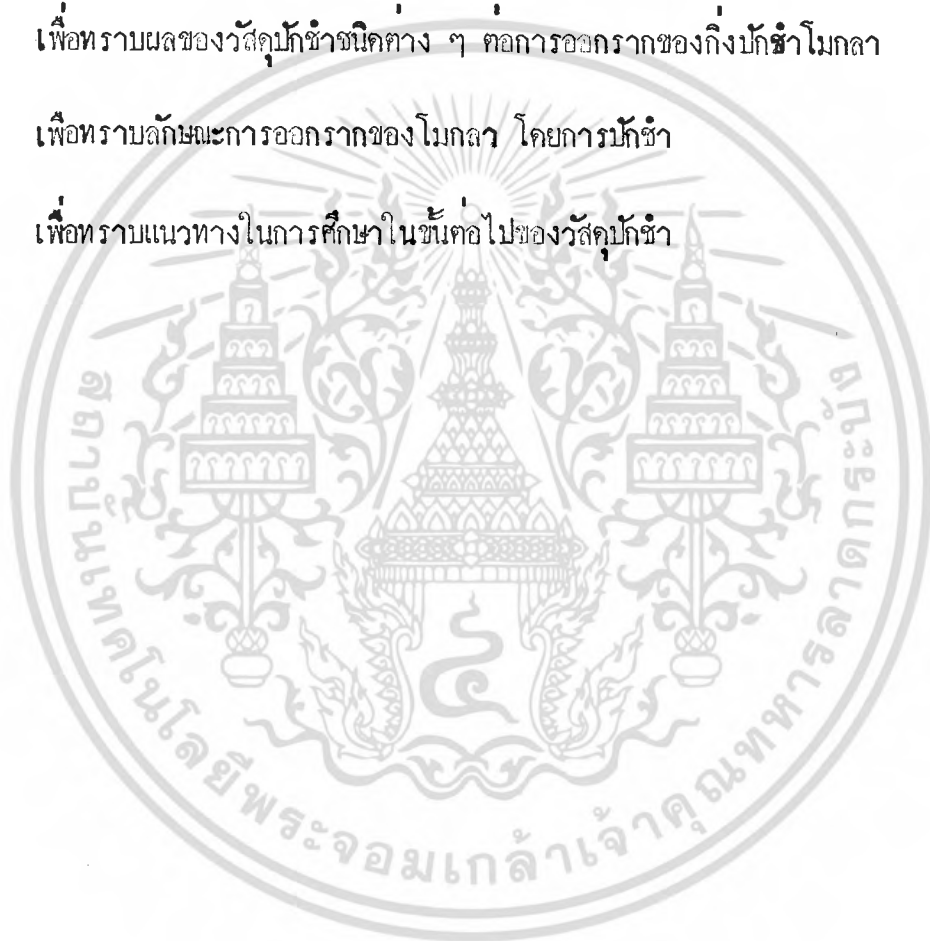 เพื่อทราบผลของวัสดุปักชำชนิดต่าง ๆ ต่อการออกรากของกิ่งปักชำโมกลา
เพื่อทราบลักษณะการออกรากของโมกลา โดยการปักชำ
เพื่อทราบแนวทางในการศึกษาในขั้นต่อไปของวัสดุปักชำ
สถาบันเทคโนโลยีพระจอมเกล้าเจ้าคุณทหารลาดกระบัง
๔